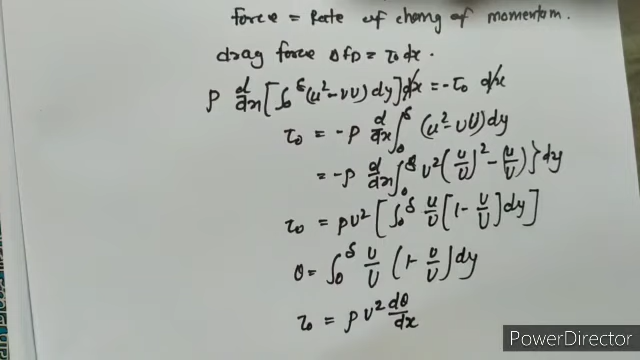 force = Rate of chang of momentam.
drag force ΔfD = τ0 dx.
ρ d/dx [∫0^δ (u²-uU) dy] dx = -τ0 dx
τ0 = -ρ d/dx ∫0^δ (u²-uU) dy
= -ρ d/dx ∫0^δ U² (u/U)² - (u/U) } dy
τ0 = ρU² [∫0^δ u/U [1- u/U] dy]
θ = ∫0^δ u/U (1- u/U) dy
τ0 = ρ U² dθ/dx
PowerDirector